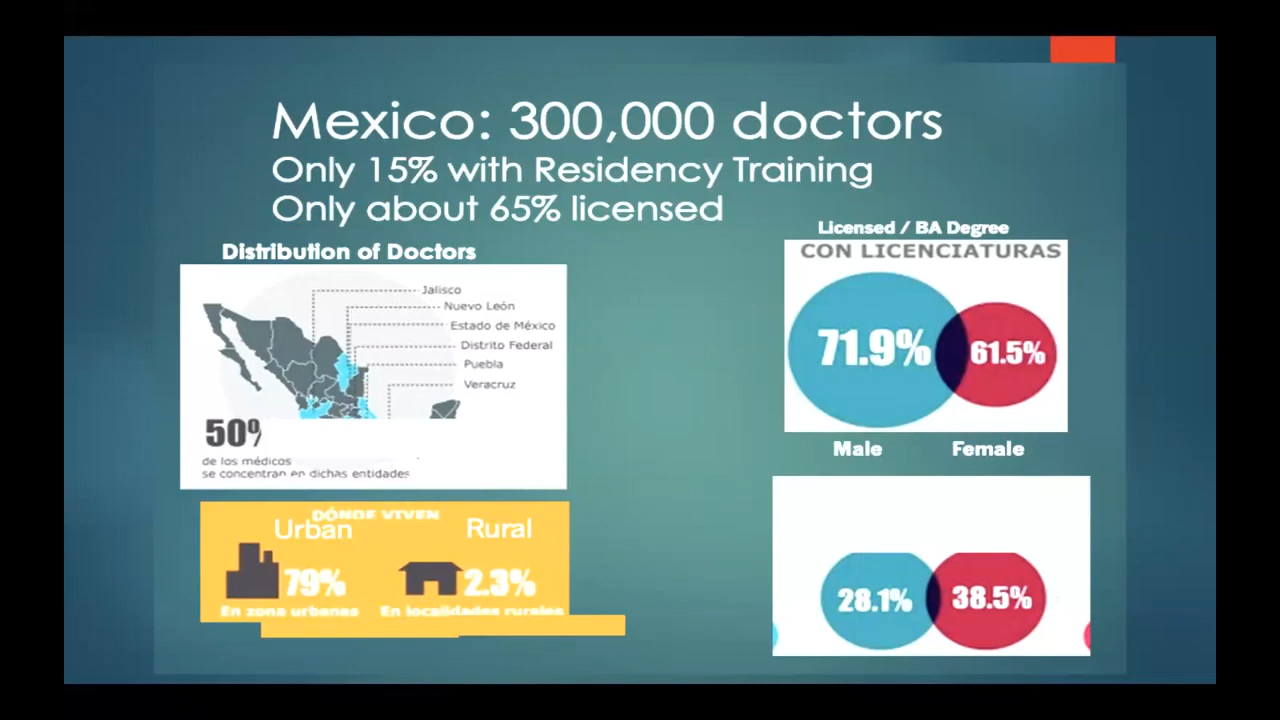 Mexico: 300,000 doctors
Only 15% with Residency Training
Only about 65% licensed
Distribution of Doctors
Jalisco
Nuevo León
Estado de México
Distrito Federal
Puebla
Veracruz
50%
de los médicos
se concentran en dichas entidades
DÓNDE VIVEN
Urban
Rural
79%
2.3%
En zona urbanas
En localidades rurales
Licensed / BA Degree
CON LICENCIATURAS
71.9%
61.5%
Male
Female
28.1%
38.5%